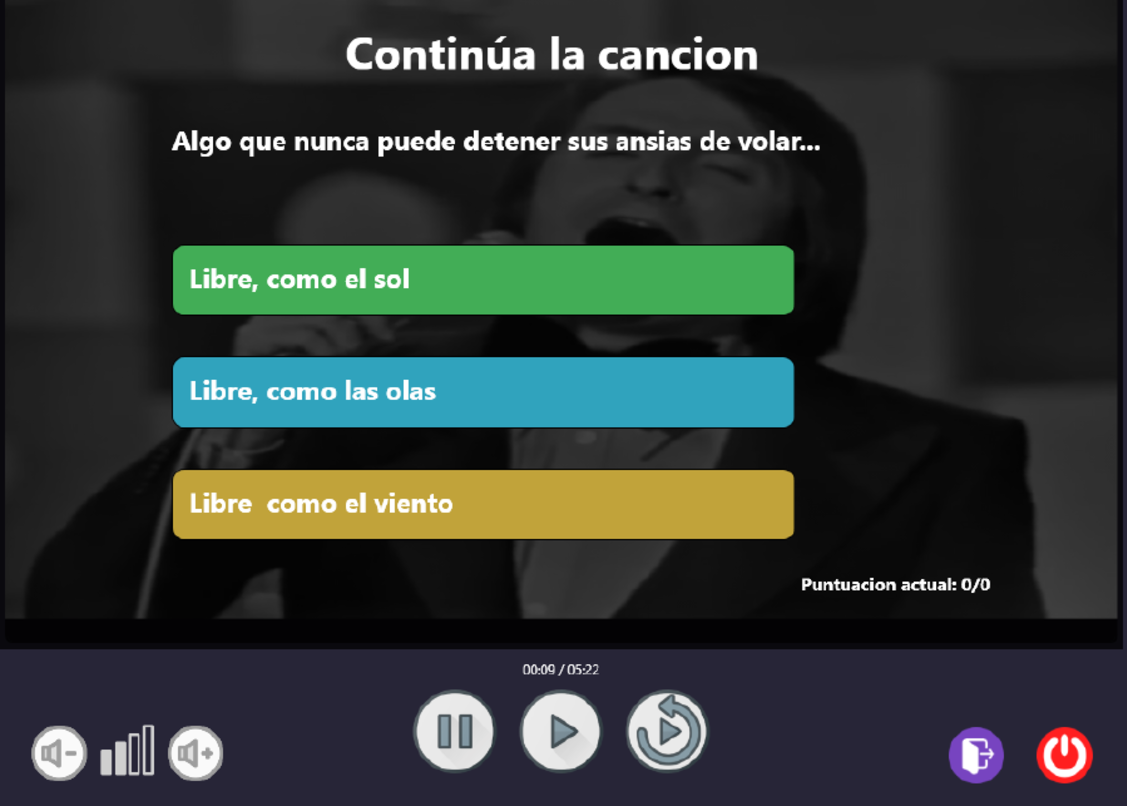 Continúa la cancion
Algo que nunca puede detener sus ansias de volar...
Libre, como el sol
Libre, como las olas
Libre  como el viento
Puntuacion actual: 0/0
00:09 / 05:22